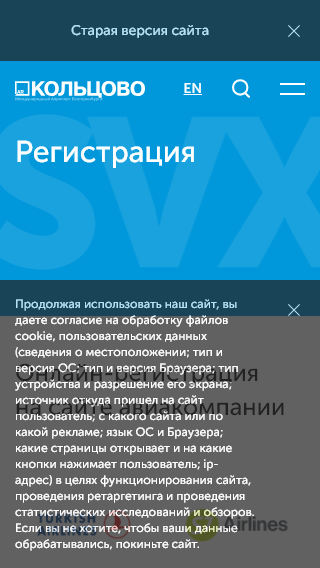 Старая версия сайта
КОЛЬЦОВО
EN
Международный Аэропорт Екатеринбург
SVX
Регистрация
Продолжая использовать наш сайт, вы
даете согласие на обработку файлов
cookie, пользовательских данных
(сведения о местоположении; тип и
версия ОС; тип и версия Браузера; тип
устройства и разрешение его экрана;
источник откуда пришел на сайт
пользователь; с какого сайта или по
какой рекламе; язык ОС и Браузера;
какие страницы открывает и на какие
кнопки нажимает пользователь; ip-
адрес) в целях функционирования сайта,
проведения ретаргетинга и проведения
статистических исследований и обзоров.
Если вы не хотите, чтобы ваши данные
обрабатывались, покиньте сайт.
Онлайн-регистрация
на сайте авиакомпании
TURKISH
AIRLINES
S7 Airlines